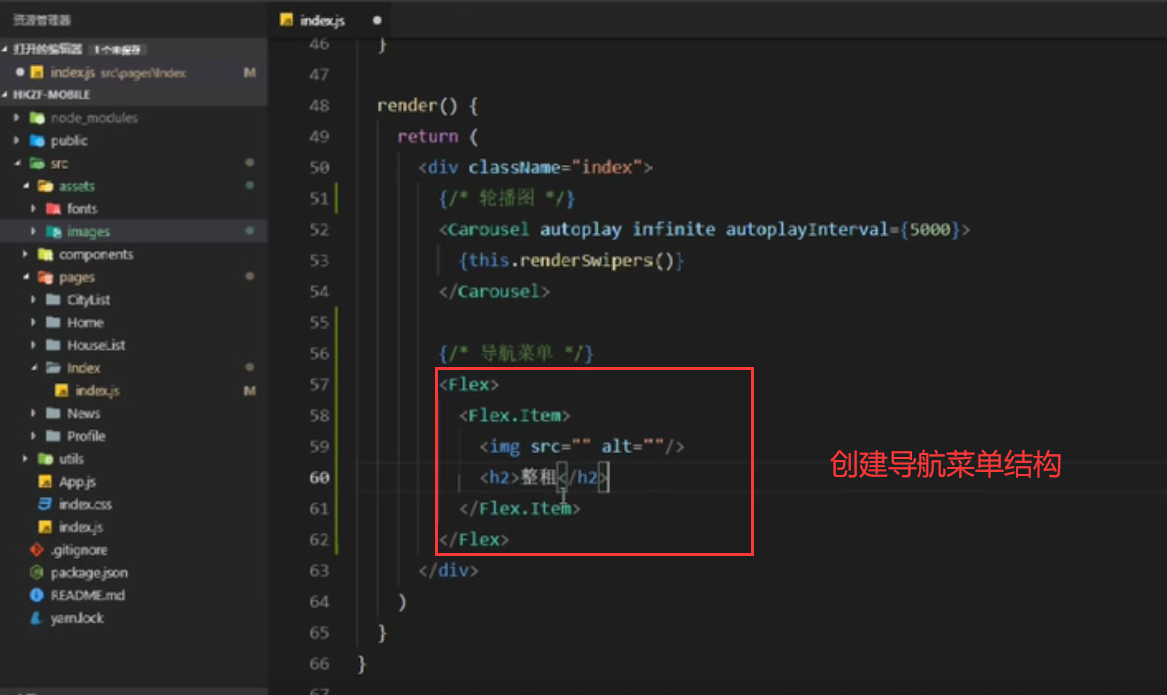 资源管理器
打开的编辑器 1 个未保存
index.js src\pages\Index M
HKZF-MOBILE
node_modules
public
src
assets
fonts
images
components
pages
CityList
Home
HouseList
Index
index.js M
News
Profile
utils
App.js
index.css
index.js
.gitignore
package.json
README.md
yarn.lock
index.js
46 }
47
48 render() {
49 return (
50 <div className="index">
51 {/* 轮播图 */}
52 <Carousel autoplay infinite autoplayInterval={5000}>
53 {this.renderSwipers()}
54 </Carousel>
55
56 {/* 导航菜单 */}
57 <Flex>
58 <Flex.Item>
59 <img src="" alt=""/>
60 <h2>整租</h2>
61 </Flex.Item>
62 </Flex>
63 </div>
64 )
65 }
66 }
67
创建导航菜单结构